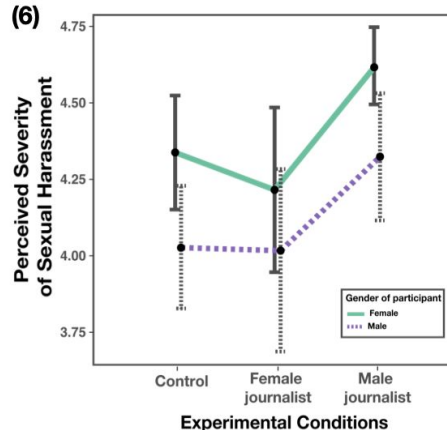 (6)
Perceived Severity
of Sexual Harassment
4.75
4.50
4.25
4.00
3.75
Gender of participant
Female
Male
Control
Female
journalist
Male
journalist
Experimental Conditions